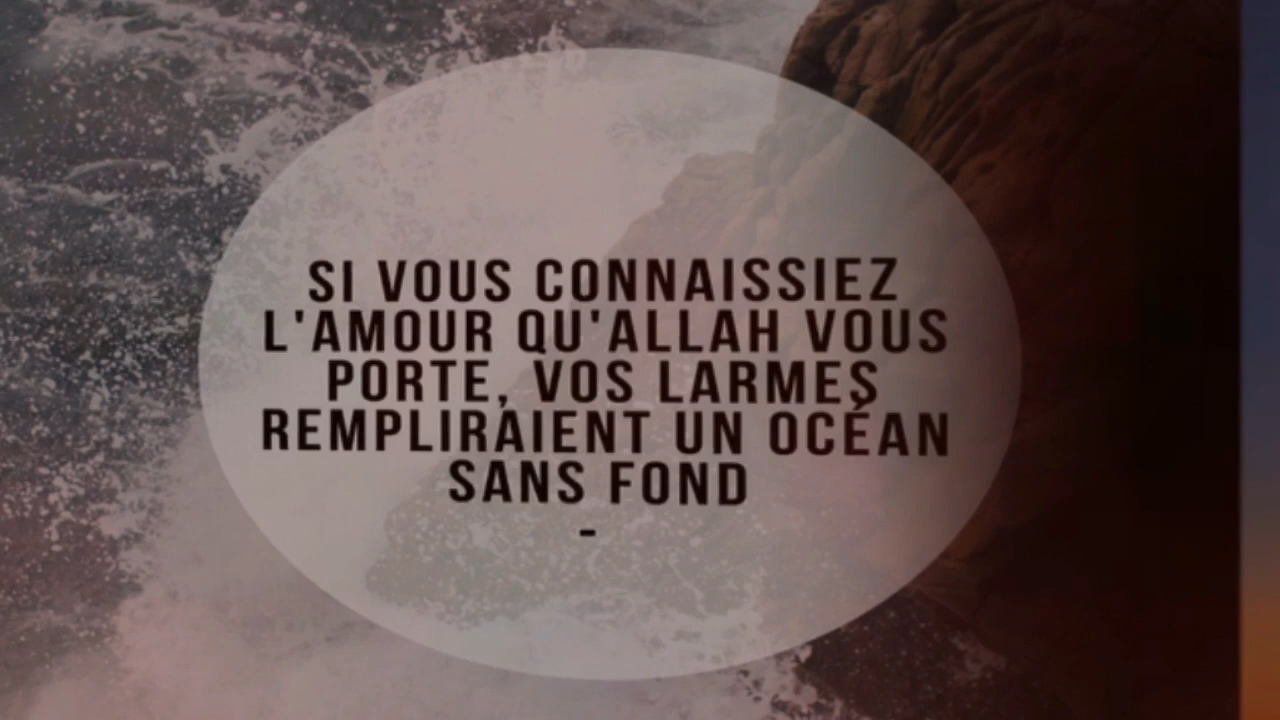 SI VOUS CONNAISSIEZ
L'AMOUR QU'ALLAH VOUS
PORTE, VOS LARMES
REMPLIRAIENT UN OCÉAN
SANS FOND
-